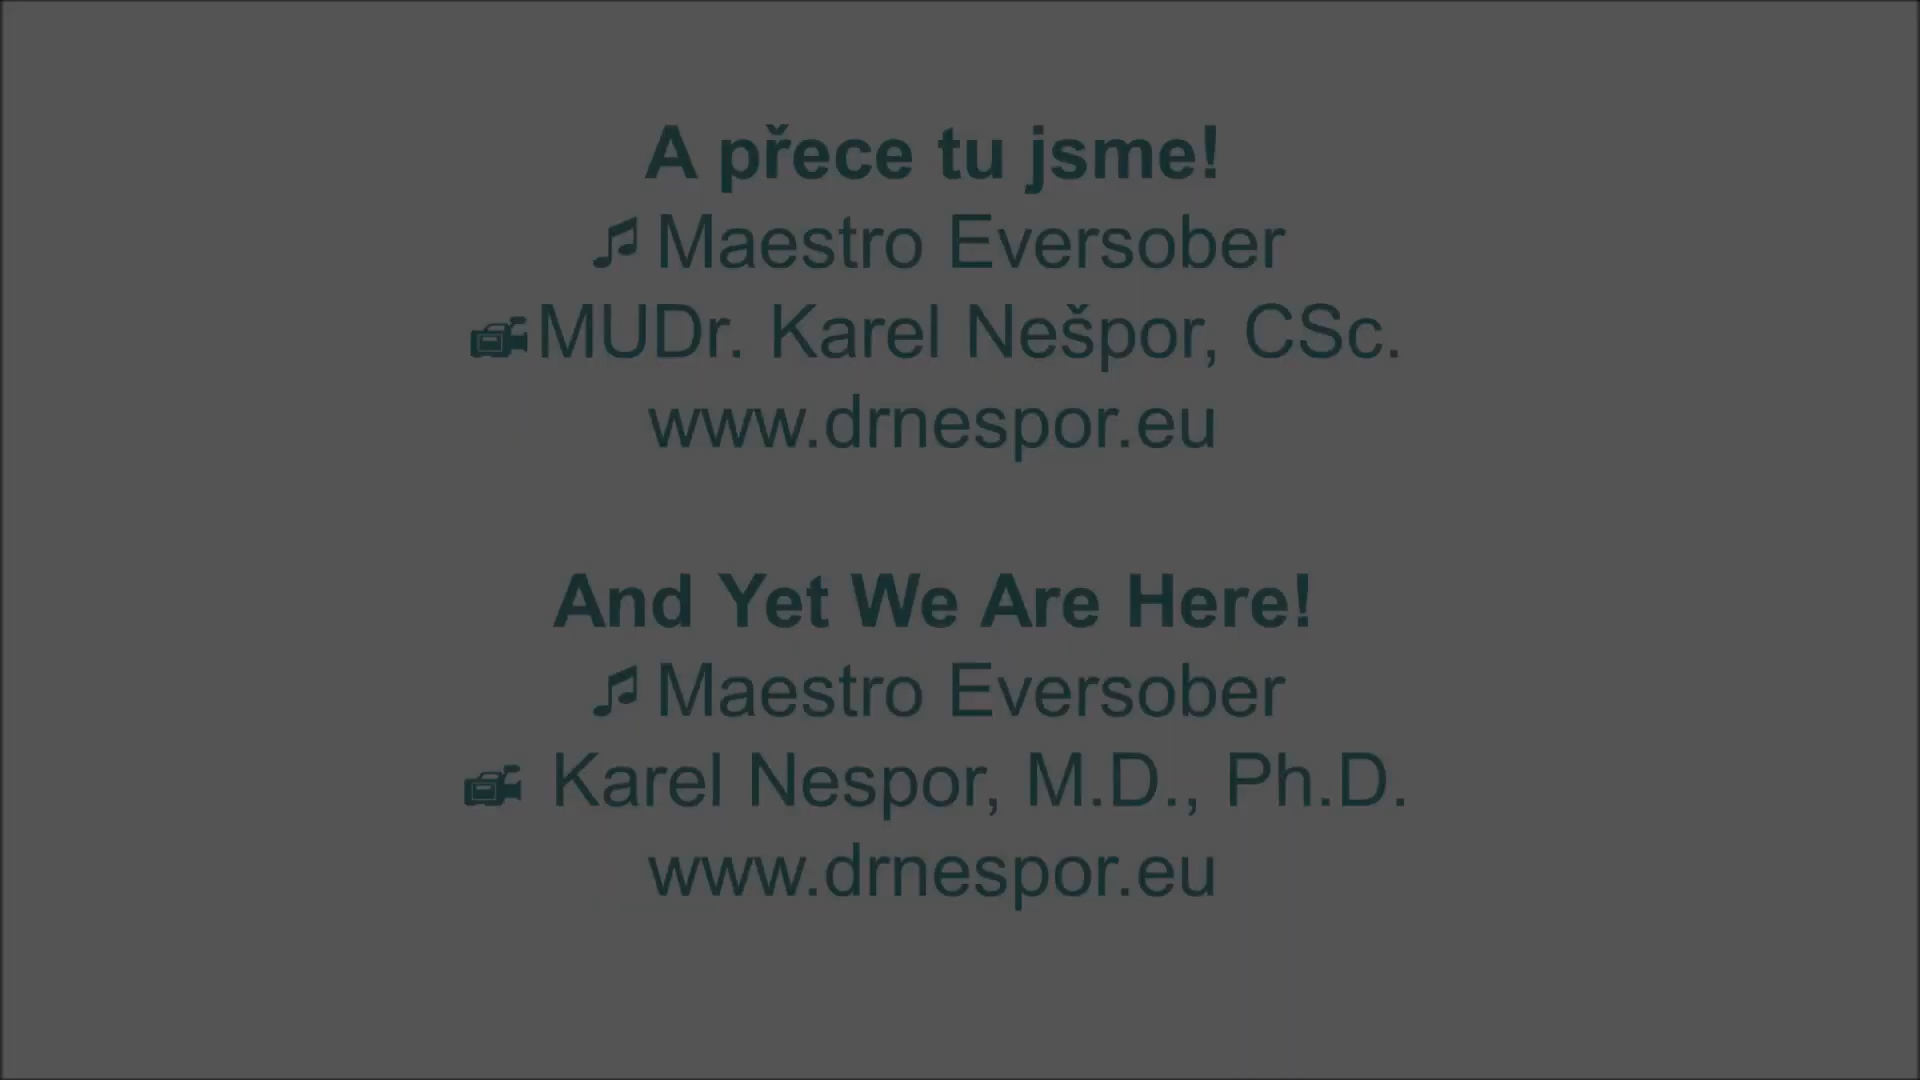 A přece tu jsme!
Maestro Eversober
MUDr. Karel Nešpor, CSc.
www.drnespor.eu
And Yet We Are Here!
Maestro Eversober
Karel Nespor, M.D., Ph.D.
www.drnespor.eu